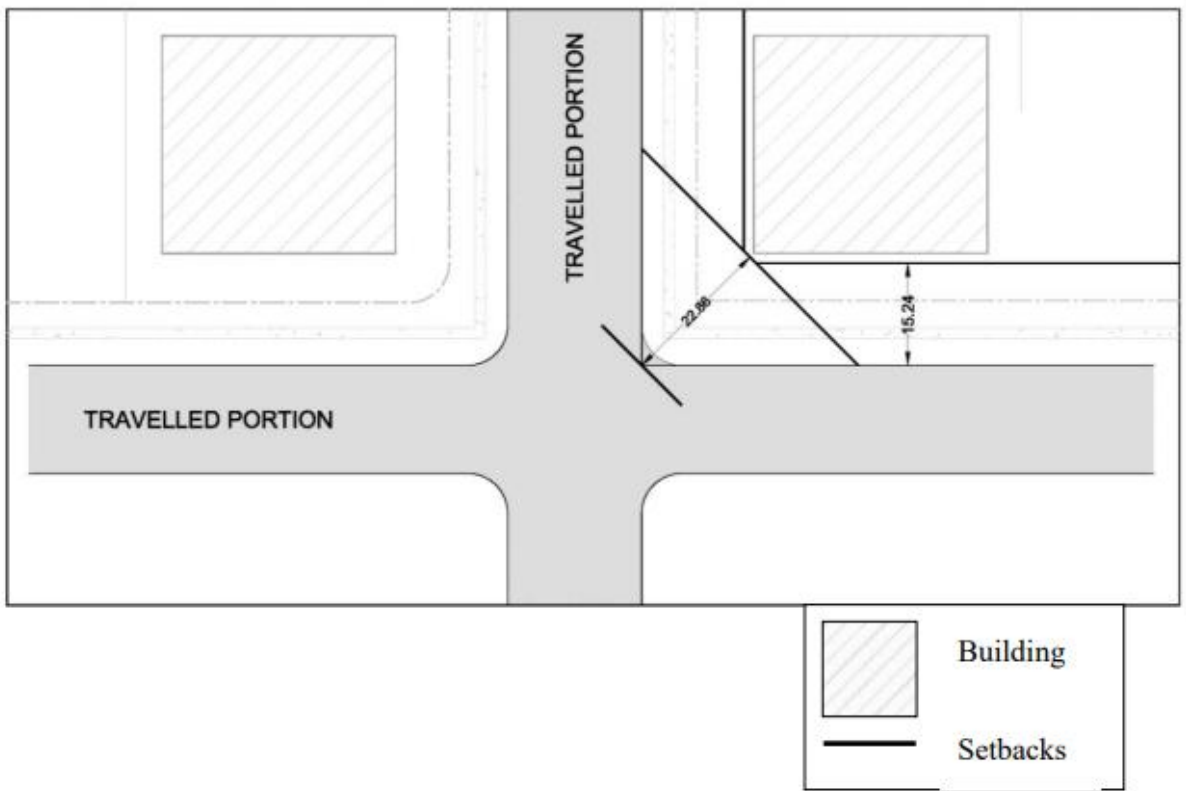 TRAVELLED PORTION
22.86
15.24
TRAVELLED PORTION
Building
Setbacks